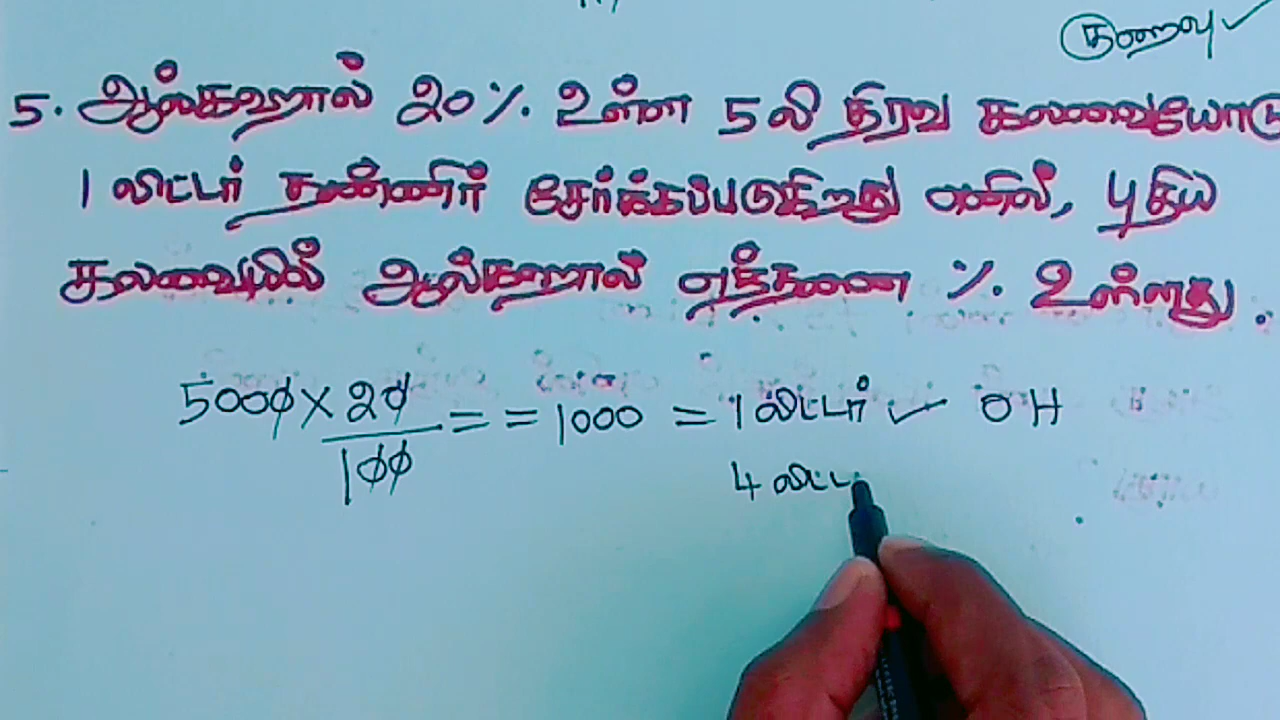 குறைவு ✓
5. ஆல்கஹால் 20% உள்ள 5லி திரவ கலவையோடு
1 லிட்டர் தண்ணீர் சேர்க்கப்படுகிறது எனில், புதிய
கலவையில் ஆல்கஹால் எத்தனை % உள்ளது.
5000 × 20/100 = = 1000 = 1 லிட்டர் ✓ OH
4 லிட்ட